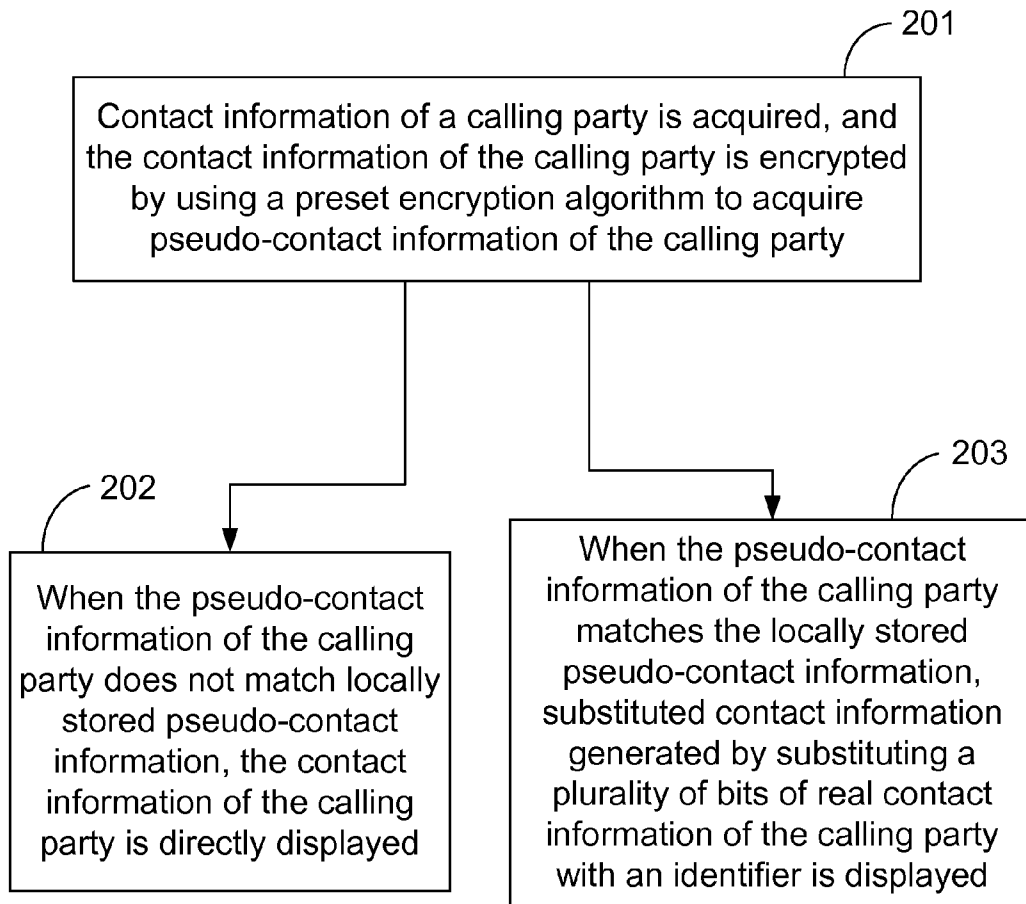 201
Contact information of a calling party is acquired, and
the contact information of the calling party is encrypted
by using a preset encryption algorithm to acquire
pseudo-contact information of the calling party
202
When the pseudo-contact
information of the calling
party does not match locally
stored pseudo-contact
information, the contact
information of the calling
party is directly displayed
203
When the pseudo-contact
information of the calling party
matches the locally stored
pseudo-contact information,
substituted contact information
generated by substituting a
plurality of bits of real contact
information of the calling party
with an identifier is displayed